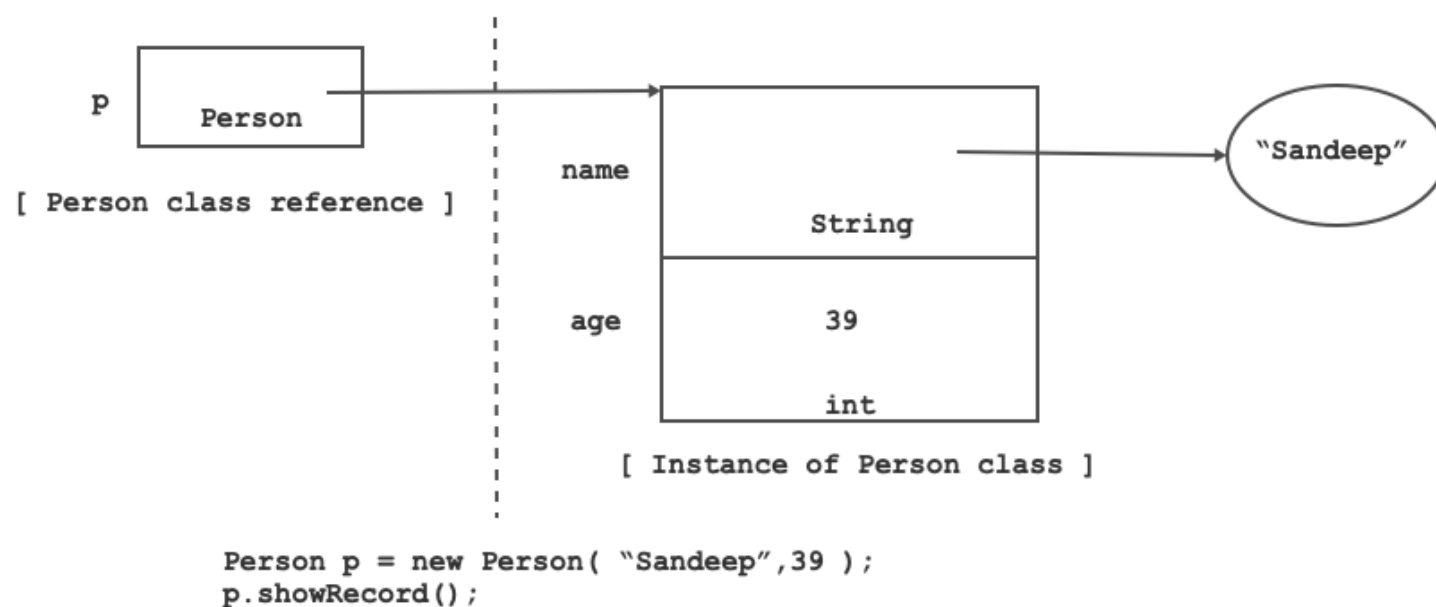 p
Person
[ Person class reference ]
name
String
“Sandeep”
age
39
int
[ Instance of Person class ]
Person p = new Person( “Sandeep”,39 );
p.showRecord();